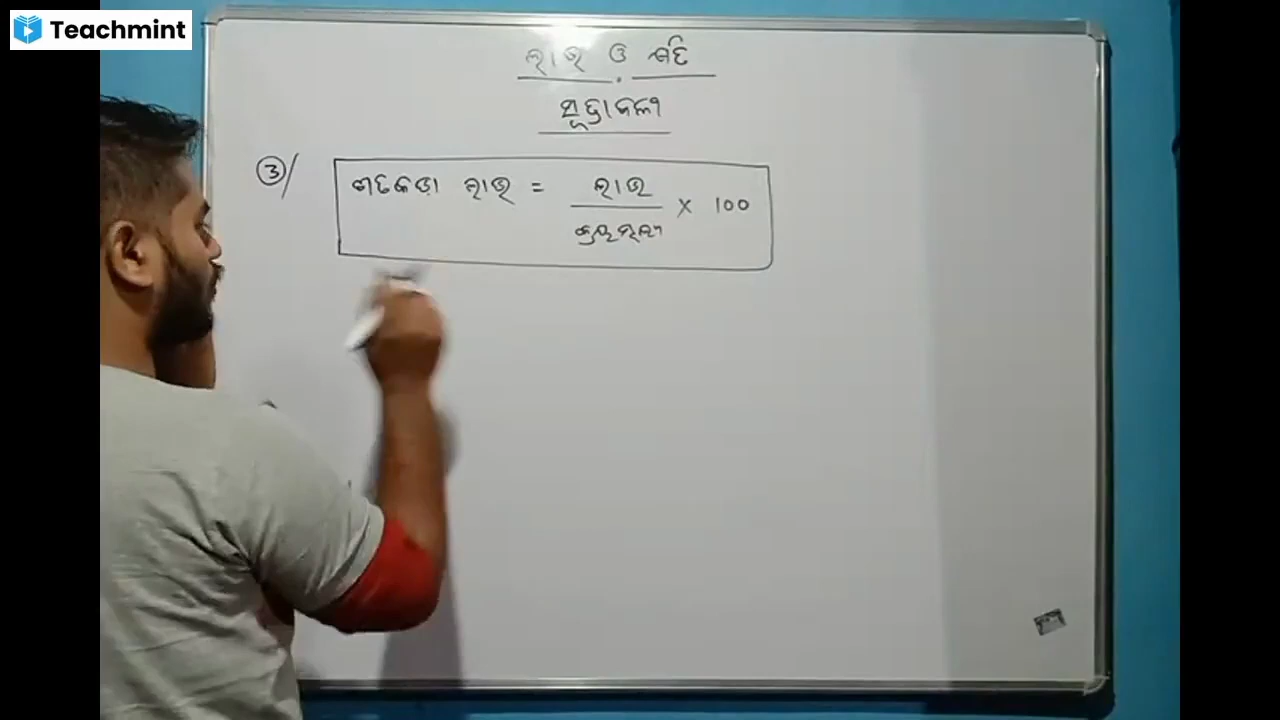 Teachmint
ଲାଭ ଓ କ୍ଷତି
ସୂତ୍ରାବଳୀ
③/
ଶତକଡ଼ା ଲାଭ = ଲାଭ / କ୍ରୟମୂଲ୍ୟ × 100